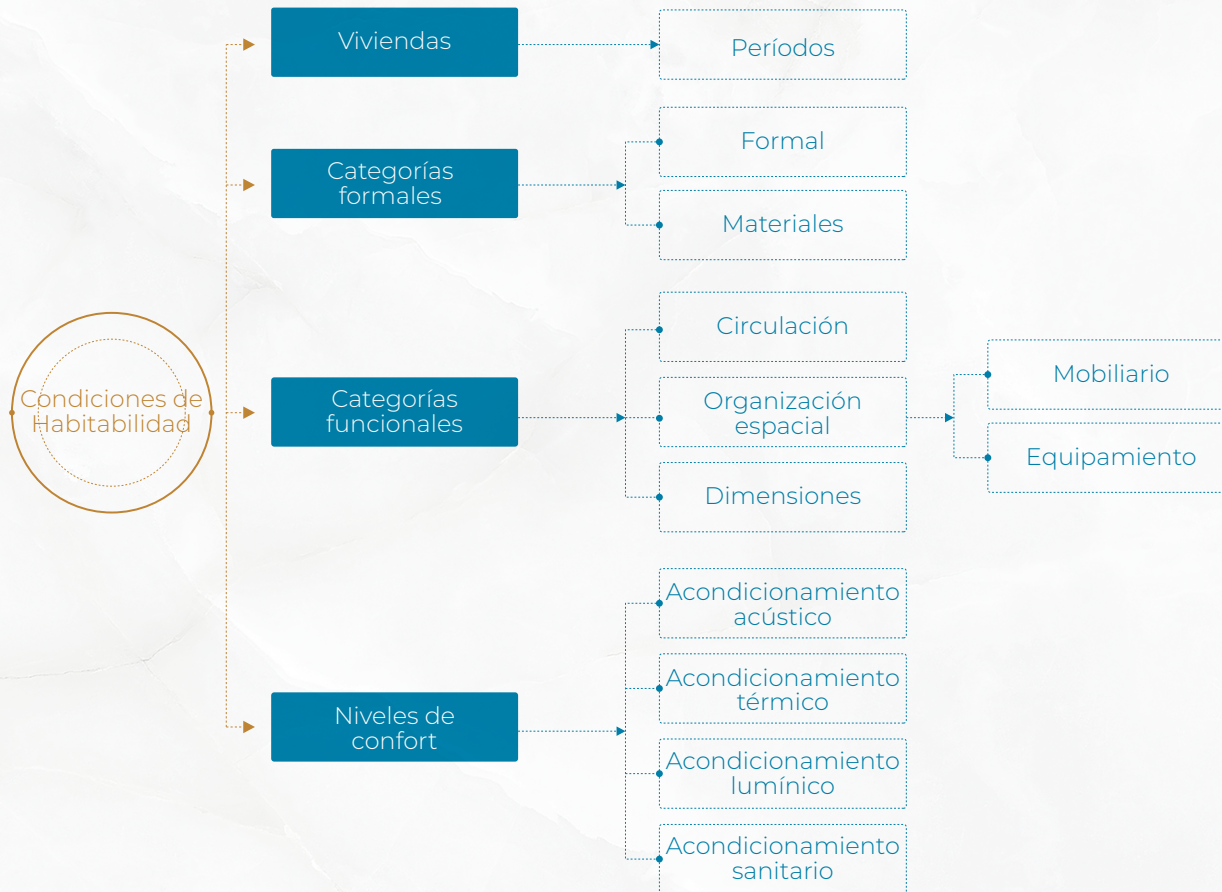 Condiciones de
Habitabilidad
Viviendas
Períodos
Categorías
formales
Formal
Materiales
Categorías
funcionales
Circulación
Organización
espacial
Mobiliario
Equipamiento
Dimensiones
Niveles de
confort
Acondicionamiento
acústico
Acondicionamiento
térmico
Acondicionamiento
lumínico
Acondicionamiento
sanitario